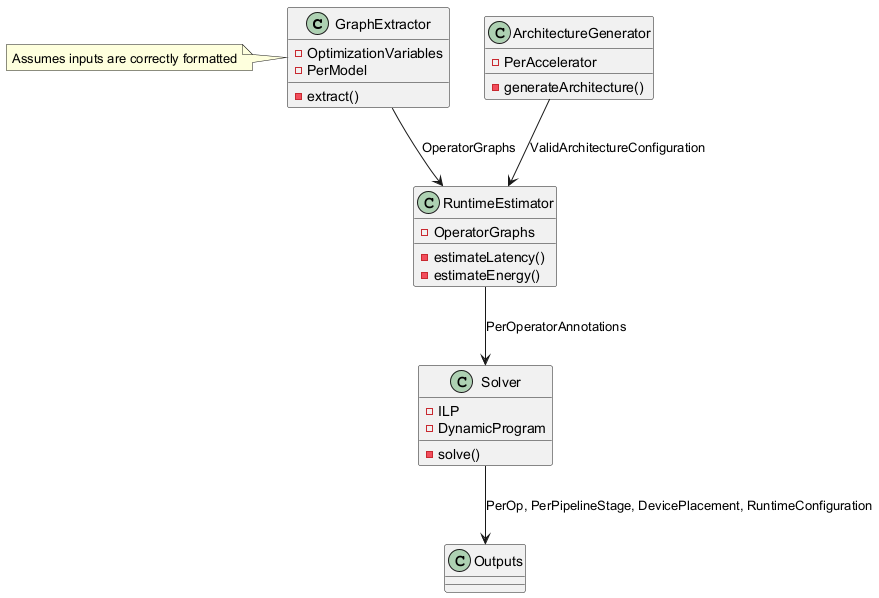 Assumes inputs are correctly formatted
C GraphExtractor
OptimizationVariables
PerModel
extract()
C ArchitectureGenerator
PerAccelerator
generateArchitecture()
OperatorGraphs
ValidArchitectureConfiguration
C RuntimeEstimator
OperatorGraphs
estimateLatency()
estimateEnergy()
PerOperatorAnnotations
C Solver
ILP
DynamicProgram
solve()
PerOp, PerPipelineStage, DevicePlacement, RuntimeConfiguration
C Outputs